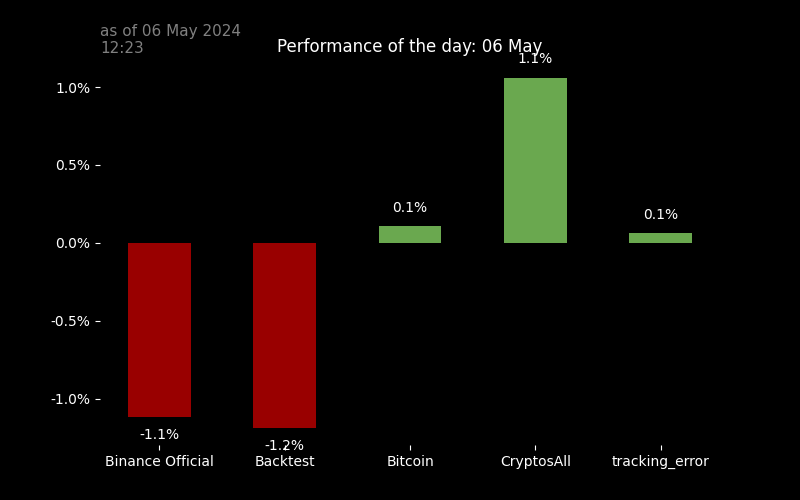 as of 06 May 2024
12:23
Performance of the day: 06 May
1.1%
1.0%
0.5%
0.1%
0.1%
0.0%
-0.5%
-1.0%
-1.1%
-1.2%
Binance Official
Backtest
Bitcoin
CryptosAll
tracking_error